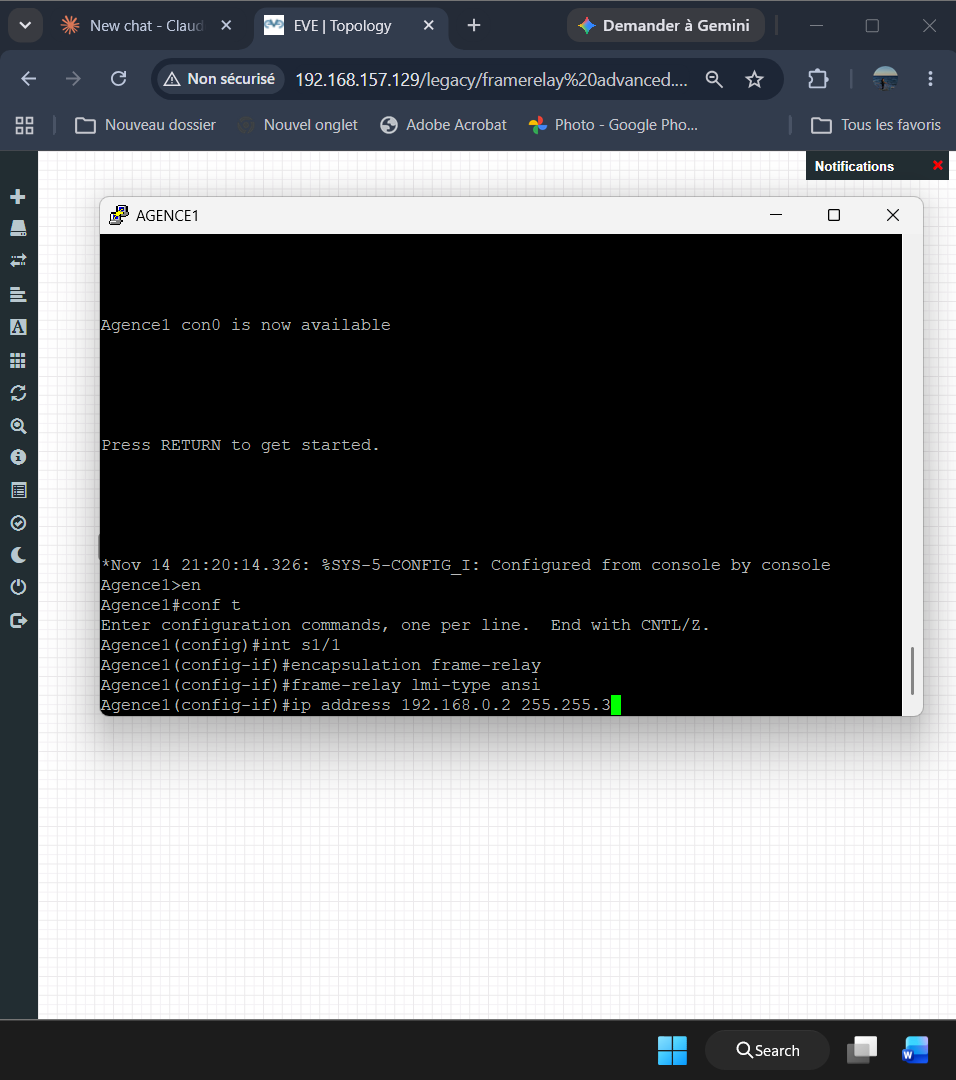 New chat - Claud
EVE | Topology
Demander à Gemini
Non sécurisé
192.168.157.129/legacy/framerelay%20advanced....
Nouveau dossier
Nouvel onglet
Adobe Acrobat
Photo - Google Pho...
Tous les favoris
Notifications
AGENCE1
Agence1 con0 is now available
Press RETURN to get started.
*Nov 14 21:20:14.326: %SYS-5-CONFIG_I: Configured from console by console
Agence1>en
Agence1#conf t
Enter configuration commands, one per line.  End with CNTL/Z.
Agence1(config)#int s1/1
Agence1(config-if)#encapsulation frame-relay
Agence1(config-if)#frame-relay lmi-type ansi
Agence1(config-if)#ip address 192.168.0.2 255.255.3
Search